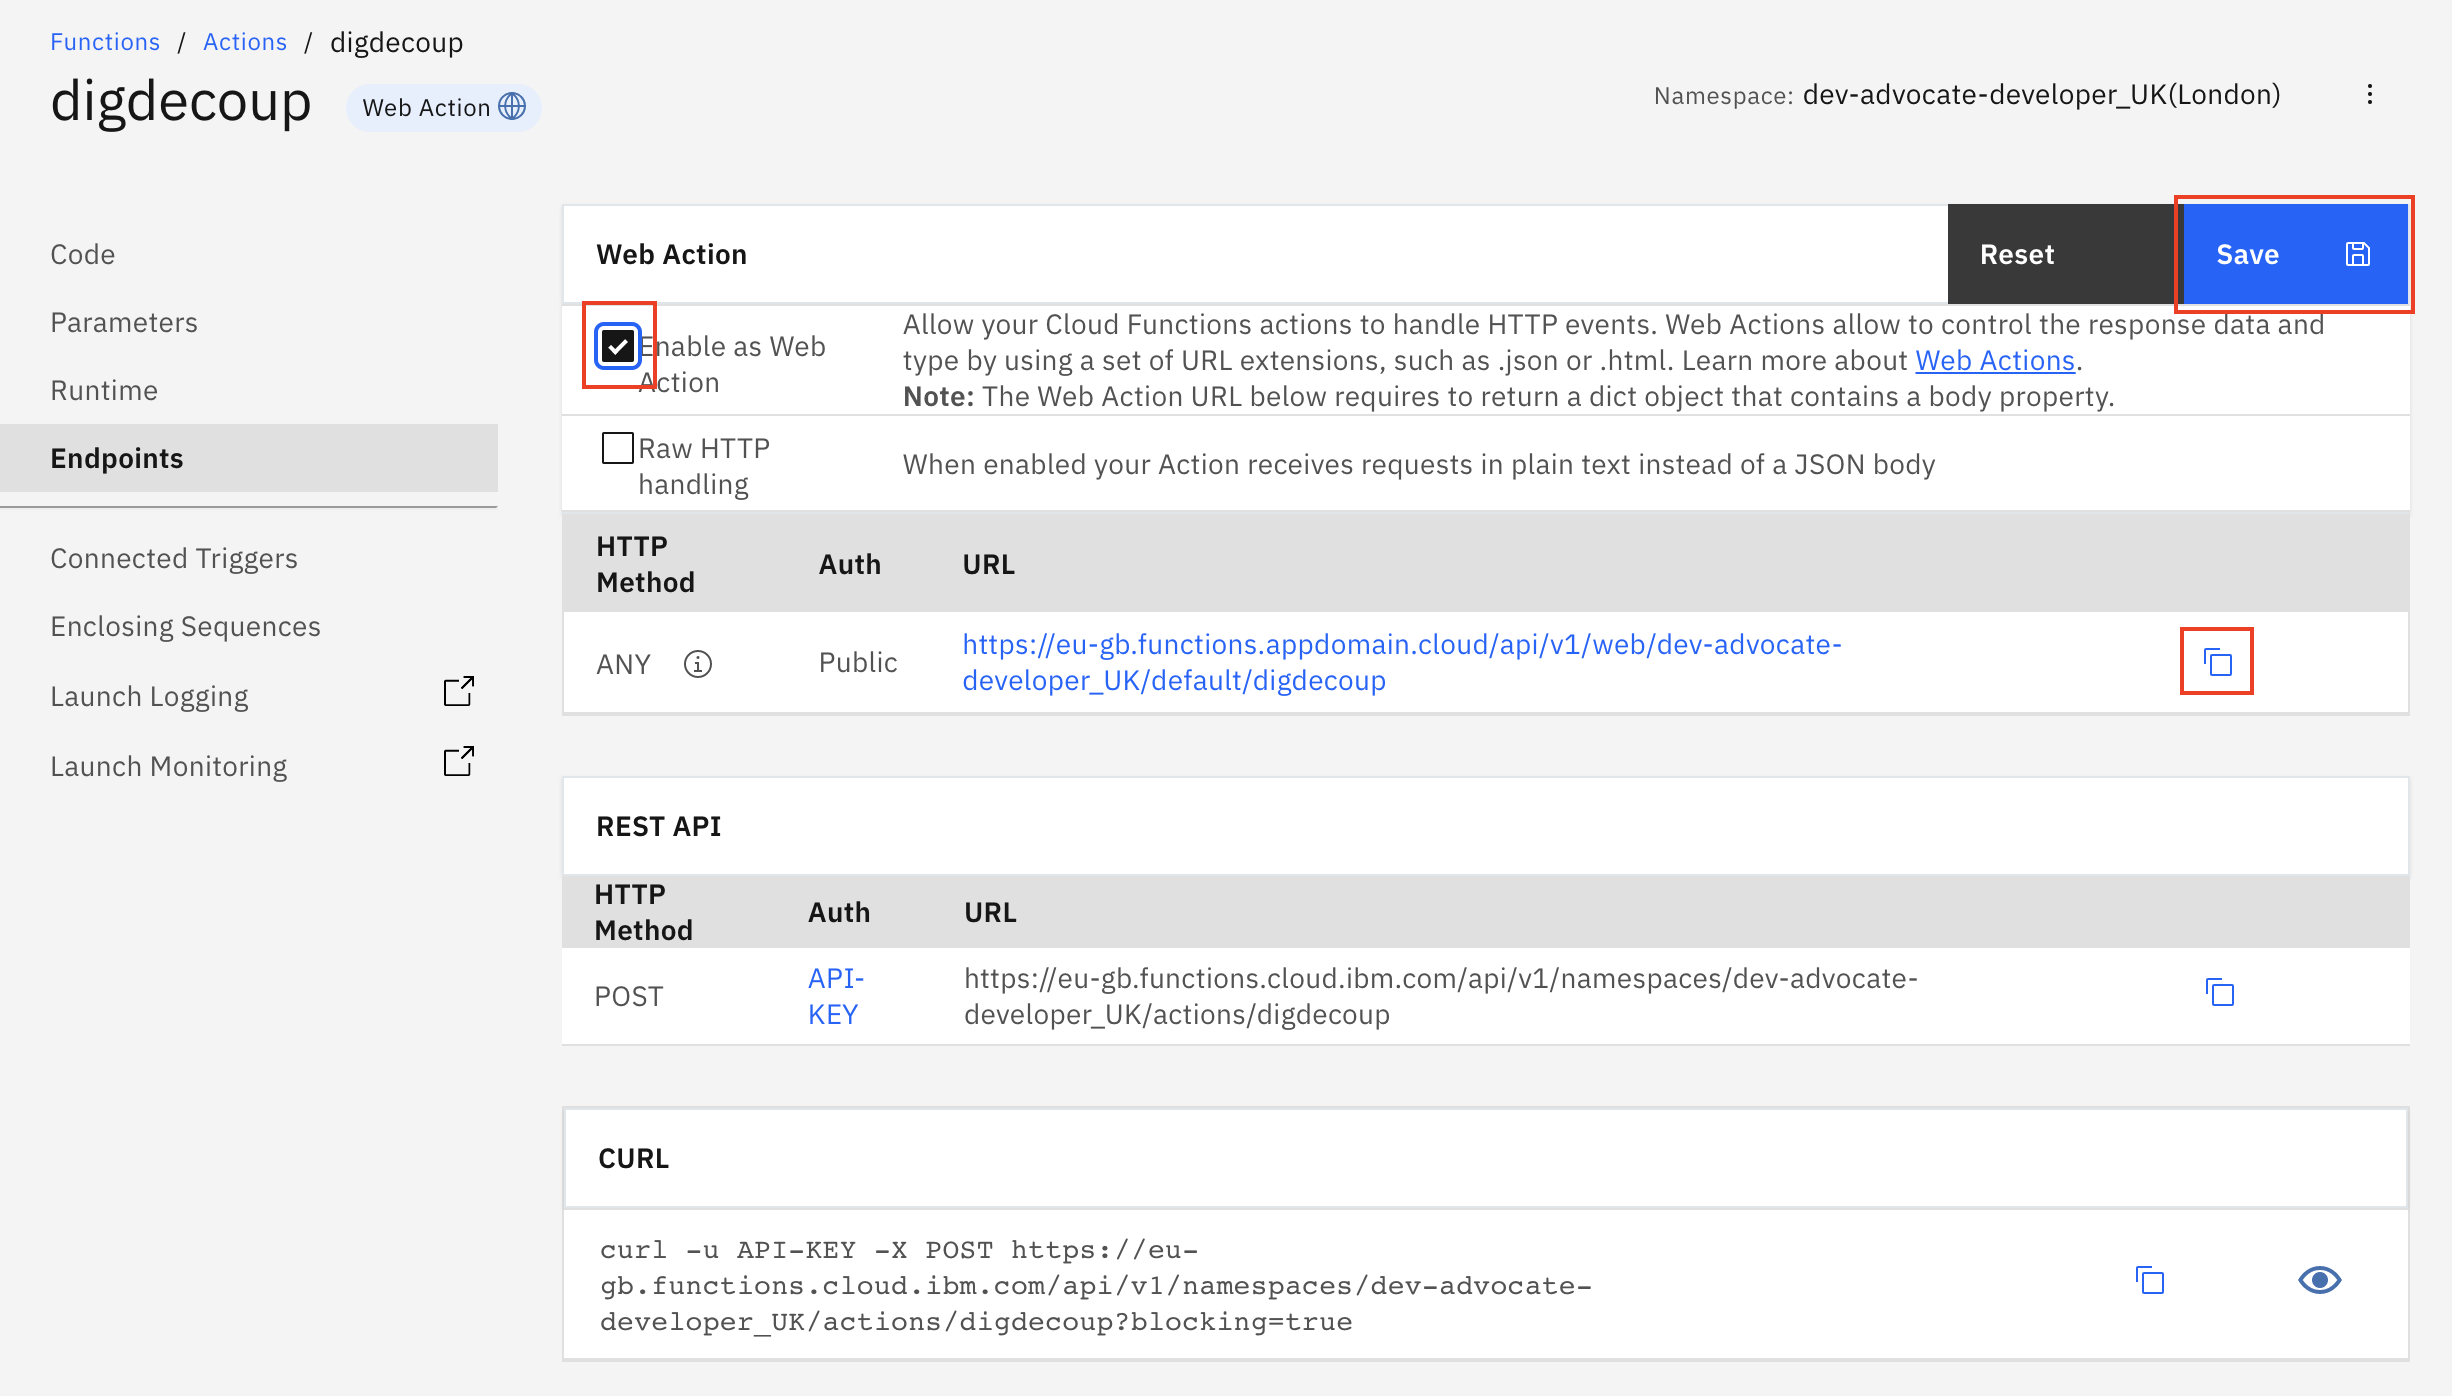 Functions / Actions / digdecoup
digdecoup Web Action
Namespace: dev-advocate-developer_UK(London)
Code
Parameters
Runtime
Endpoints
Connected Triggers
Enclosing Sequences
Launch Logging
Launch Monitoring
Web Action
Reset
Save
Enable as Web
Action
Allow your Cloud Functions actions to handle HTTP events. Web Actions allow to control the response data and
type by using a set of URL extensions, such as .json or .html. Learn more about Web Actions.
Note: The Web Action URL below requires to return a dict object that contains a body property.
Raw HTTP
handling
When enabled your Action receives requests in plain text instead of a JSON body
HTTP
Method
Auth
URL
ANY
Public
https://eu-gb.functions.appdomain.cloud/api/v1/web/dev-advocate-
developer_UK/default/digdecoup
REST API
HTTP
Method
Auth
URL
POST
API-
KEY
https://eu-gb.functions.cloud.ibm.com/api/v1/namespaces/dev-advocate-
developer_UK/actions/digdecoup
CURL
curl -u API-KEY -X POST https://eu-
gb.functions.cloud.ibm.com/api/v1/namespaces/dev-advocate-
developer_UK/actions/digdecoup?blocking=true